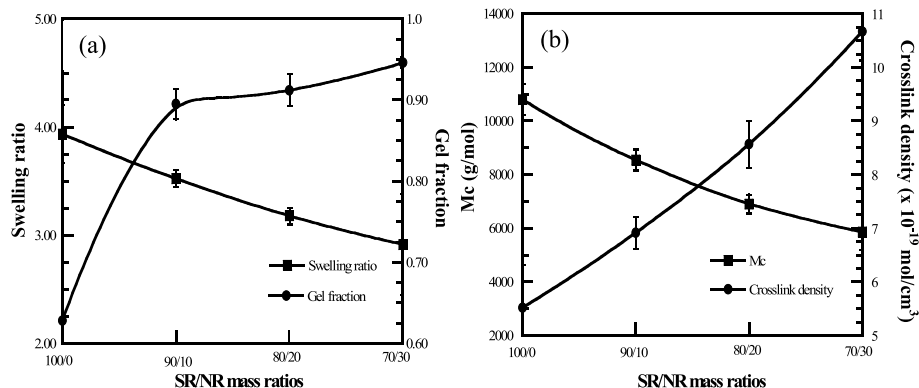 (a)
5.00
4.00
3.00
2.00
Swelling ratio
1.0
0.90
0.80
0.70
0.60
Gel fraction
Swelling ratio
Gel fraction
100/0 90/10 80/20 70/30
SR/NR mass ratios
(b)
14000
12000
10000
8000
6000
4000
2000
Mc (g/mol)
11
10
9
8
7
6
5
Crosslink density (x 10-19 mol/cm3)
Mc
Crosslink density
100/0 90/10 80/20 70/30
SR/NR mass ratios